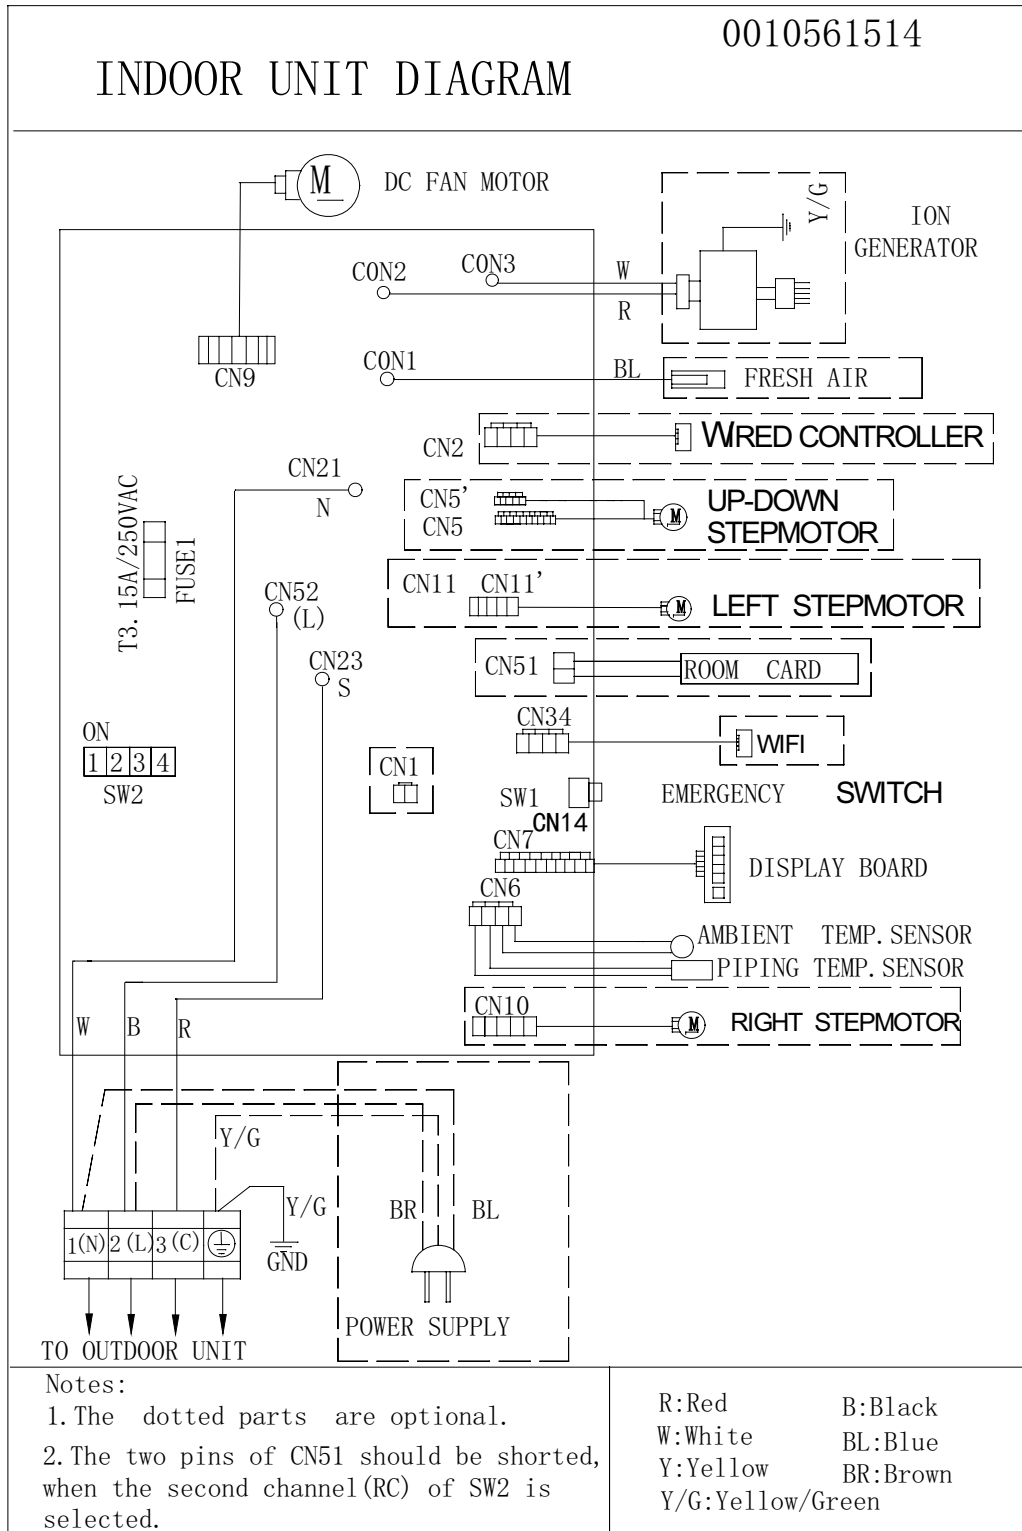 0010561514
INDOOR UNIT DIAGRAM
M DC FAN MOTOR
Y/G
ION
GENERATOR
CON2 CON3 W
R
CN9
CON1 BL FRESH AIR
CN2 WIRED CONTROLLER
CN21
N
CN5' UP-DOWN
CN5 M STEPMOTOR
T3.15A/250VAC
FUSE1
CN52
(L)
CN11 CN11' M LEFT STEPMOTOR
CN23
S
CN51 ROOM CARD
CN34
WIFI
ON
1 2 3 4
SW2
CN1
SW1 EMERGENCY SWITCH
CN14
CN7
DISPLAY BOARD
CN6
AMBIENT TEMP.SENSOR
PIPING TEMP.SENSOR
CN10 M RIGHT STEPMOTOR
W B R
Y/G
Y/G BR BL
1(N) 2(L) 3(C)
GND
POWER SUPPLY
TO OUTDOOR UNIT
Notes:
1.The dotted parts are optional.
2.The two pins of CN51 should be shorted,
when the second channel(RC) of SW2 is
selected.
R:Red B:Black
W:White BL:Blue
Y:Yellow BR:Brown
Y/G:Yellow/Green